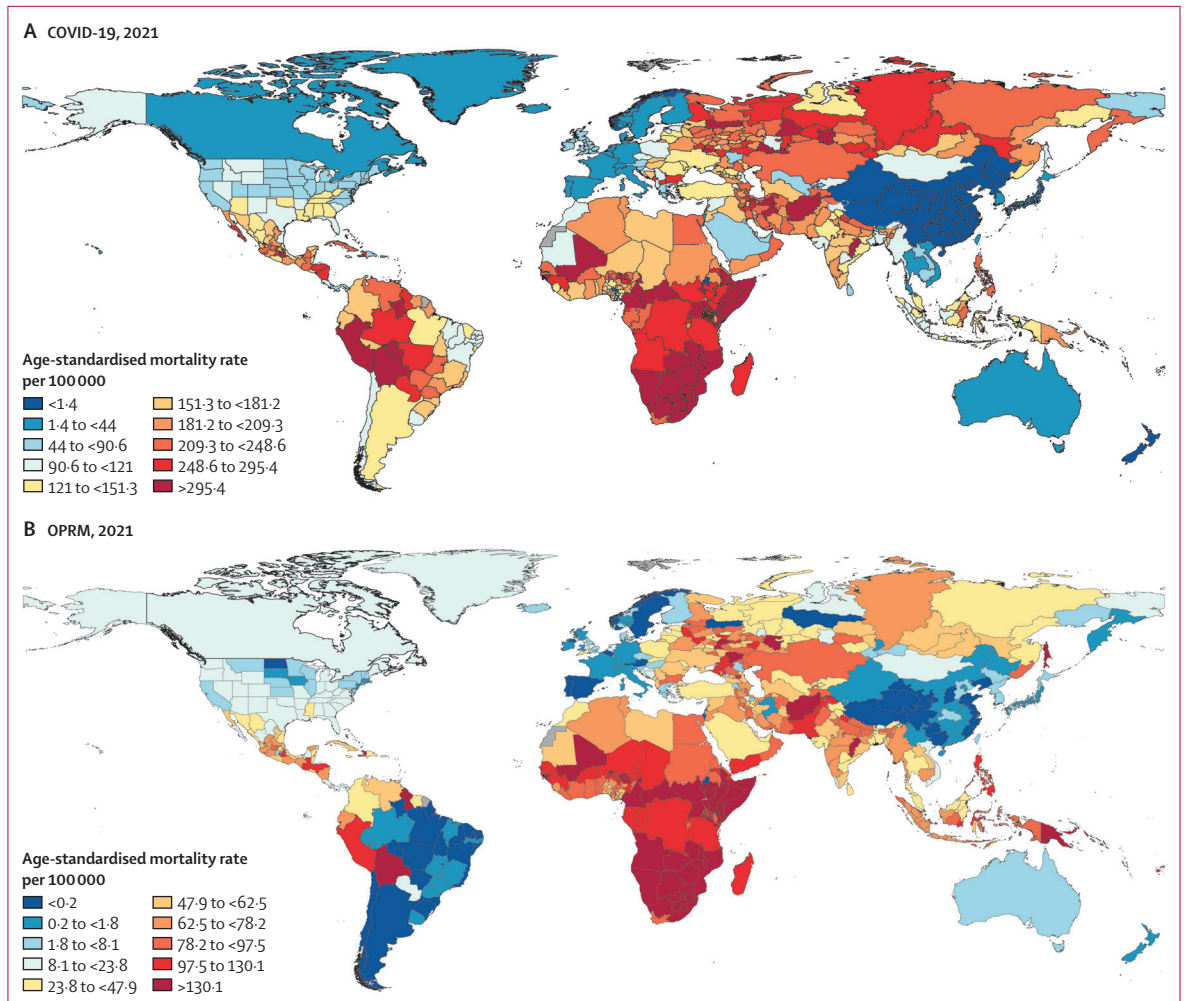 A COVID-19, 2021
Age-standardised mortality rate
per 100 000
<1·4
1·4 to <44
44 to <90·6
90·6 to <121
121 to <151·3
151·3 to <181·2
181·2 to <209·3
209·3 to <248·6
248·6 to 295·4
>295·4
B OPRM, 2021
Age-standardised mortality rate
per 100 000
<0·2
0·2 to <1·8
1·8 to <8·1
8·1 to <23·8
23·8 to <47·9
47·9 to <62·5
62·5 to <78·2
78·2 to <97·5
97·5 to 130·1
>130·1